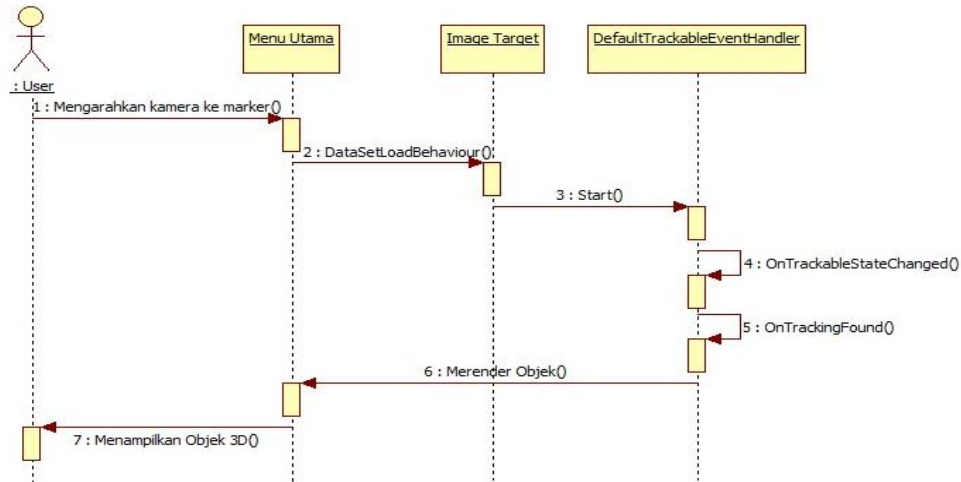 Menu Utama
Image Target
DefaultTrackableEventHandler
: User
1 : Mengarahkan kamera ke marker()
2 : DataSetLoadBehaviour()
3 : Start()
4 : OnTrackableStateChanged()
5 : OnTrackingFound()
6 : Merender Objek()
7 : Menampilkan Objek 3D()